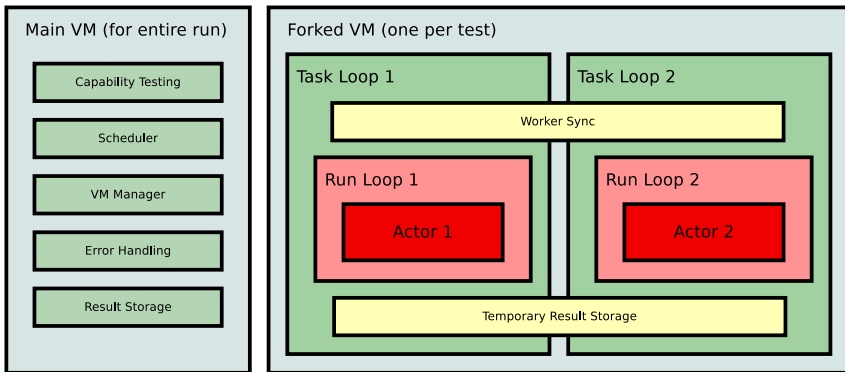 Main VM (for entire run)
Capability Testing
Scheduler
VM Manager
Error Handling
Result Storage
Forked VM (one per test)
Task Loop 1
Task Loop 2
Worker Sync
Run Loop 1
Run Loop 2
Actor 1
Actor 2
Temporary Result Storage